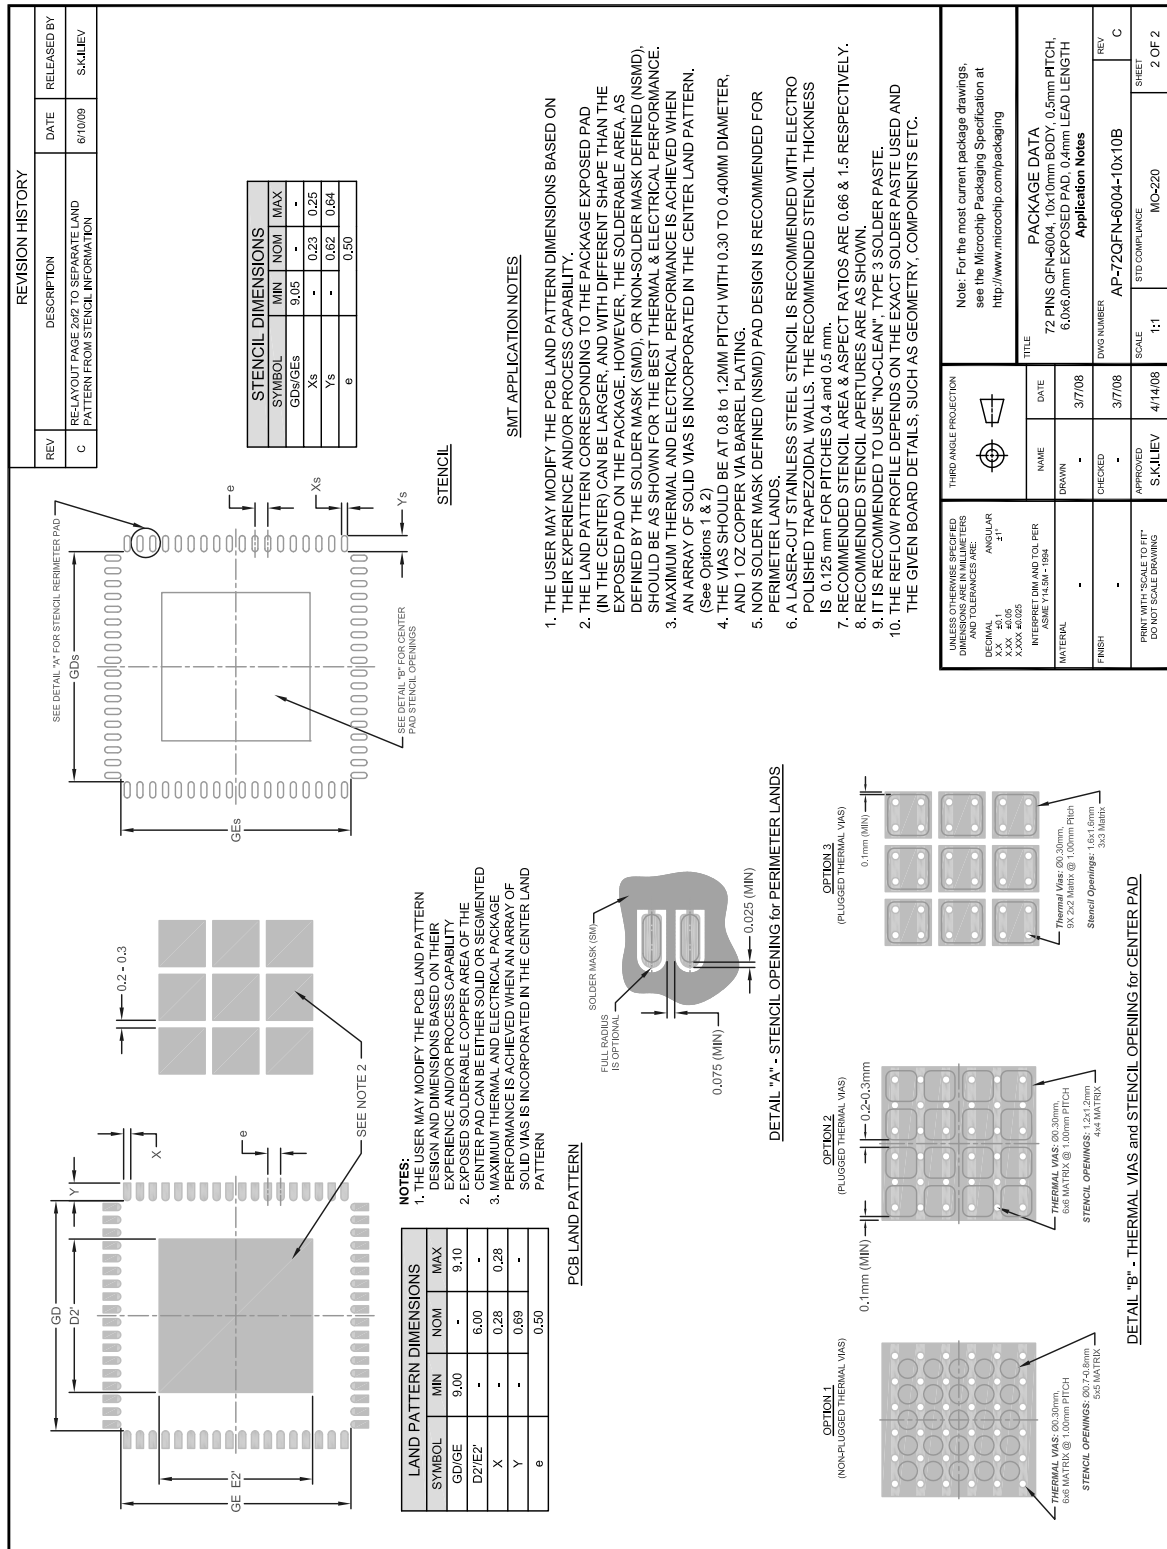 REVISION HISTORY
REV DESCRIPTION DATE RELEASED BY
C RE-LAYOUT PAGE 2of2 TO SEPARATE LAND PATTERN FROM STENCIL INFORMATION 6/10/09 S.K.ILIEV
GD
D2'
Y
X
e
GE E2'
0.2 - 0.3
SEE NOTE 2
LAND PATTERN DIMENSIONS
SYMBOL MIN NOM MAX
GD/GE 9.00 - 9.10
D2'/E2' - 6.00 -
X - 0.28 0.28
Y - 0.69 -
e 0.50
NOTES:
1. THE USER MAY MODIFY THE PCB LAND PATTERN
DESIGN AND DIMENSIONS BASED ON THEIR
EXPERIENCE AND/OR PROCESS CAPABILITY
2. EXPOSED SOLDERABLE COPPER AREA OF THE
CENTER PAD CAN BE EITHER SOLID OR SEGMENTED
3. MAXIMUM THERMAL AND ELECTRICAL PACKAGE
PERFORMANCE IS ACHIEVED WHEN AN ARRAY OF
SOLID VIAS IS INCORPORATED IN THE CENTER LAND
PATTERN
PCB LAND PATTERN
SEE DETAIL "A" FOR STENCIL RERIMETER PAD
GDs
GEs
e
Xs
Ys
SEE DETAIL "B" FOR CENTER
PAD STENCIL OPENINGS
STENCIL
STENCIL DIMENSIONS
SYMBOL MIN NOM MAX
GDs/GEs 9.05 - -
Xs - 0.23 0.25
Ys - 0.62 0.64
e 0.50
SMT APPLICATION NOTES
1. THE USER MAY MODIFY THE PCB LAND PATTERN DIMENSIONS BASED ON
THEIR EXPERIENCE AND/OR PROCESS CAPABILITY.
2. THE LAND PATTERN CORRESPONDING TO THE PACKAGE EXPOSED PAD
(IN THE CENTER) CAN BE LARGER, AND WITH DIFFERENT SHAPE THAN THE
EXPOSED PAD ON THE PACKAGE. HOWEVER, THE SOLDERABLE AREA, AS
DEFINED BY THE SOLDER MASK (SMD), OR NON-SOLDER MASK DEFINED (NSMD),
SHOULD BE AS SHOWN FOR THE BEST THERMAL & ELECTRICAL PERFORMANCE.
3. MAXIMUM THERMAL AND ELECTRICAL PERFORMANCE IS ACHIEVED WHEN
AN ARRAY OF SOLID VIAS IS INCORPORATED IN THE CENTER LAND PATTERN.
(See Options 1 & 2)
4. THE VIAS SHOULD BE AT 0.8 to 1.2MM PITCH WITH 0.30 TO 0.40MM DIAMETER,
AND 1 OZ COPPER VIA BARREL PLATING.
5. NON SOLDER MASK DEFINED (NSMD) PAD DESIGN IS RECOMMENDED FOR
PERIMETER LANDS.
6. A LASER-CUT STAINLESS STEEL STENCIL IS RECOMMENDED WITH ELECTRO
POLISHED TRAPEZOIDAL WALLS. THE RECOMMENDED STENCIL THICKNESS
IS 0.125 mm FOR PITCHES 0.4 and 0.5 mm.
7. RECOMMENDED STENCIL AREA & ASPECT RATIOS ARE 0.66 & 1.5 RESPECTIVELY.
8. RECOMMENDED STENCIL APERTURES ARE AS SHOWN.
9. IT IS RECOMMENDED TO USE "NO-CLEAN", TYPE 3 SOLDER PASTE.
10. THE REFLOW PROFILE DEPENDS ON THE EXACT SOLDER PASTE USED AND
THE GIVEN BOARD DETAILS, SUCH AS GEOMETRY, COMPONENTS ETC.
FULL RADIUS
IS OPTIONAL
SOLDER MASK (SM)
0.075 (MIN)
0.025 (MIN)
DETAIL "A" - STENCIL OPENING for PERIMETER LANDS
OPTION 1
(NON-PLUGGED THERMAL VIAS)
THERMAL VIAS: Ø0.30mm,
6x6 MATRIX @ 1.00mm PITCH
STENCIL OPENINGS: Ø0.7-0.8mm
5x5 MATRIX
OPTION 2
(PLUGGED THERMAL VIAS)
0.1mm (MIN)
0.2-0.3mm
THERMAL VIAS: Ø0.30mm,
6x6 MATRIX @ 1.00mm PITCH
STENCIL OPENINGS: 1.2x1.2mm
4x4 MATRIX
OPTION 3
(PLUGGED THERMAL VIAS)
0.1mm (MIN)
Thermal Vias: Ø0.30mm,
9X 2x2 Matrix @ 1.00mm Pitch
Stencil Openings: 1.6x1.6mm
3x3 Matrix
DETAIL "B" - THERMAL VIAS and STENCIL OPENING for CENTER PAD
UNLESS OTHERWISE SPECIFIED
DIMENSIONS ARE IN MILLIMETERS
AND TOLERANCES ARE:
DECIMAL ANGULAR
X.X ±0.1 ±1°
X.XX ±0.05
X.XXX ±0.025
INTERPRET DIM AND TOL PER
ASME Y14.5M - 1994
MATERIAL
-
FINISH
-
PRINT WITH "SCALE TO FIT"
DO NOT SCALE DRAWING
THIRD ANGLE PROJECTION
NAME DATE
DRAWN - 3/7/08
CHECKED - 3/7/08
APPROVED S.K.ILIEV 4/14/08
Note: For the most current package drawings,
see the Microchip Packaging Specification at
http://www.microchip.com/packaging
TITLE
PACKAGE DATA
72 PINS QFN-6004, 10x10mm BODY, 0.5mm PITCH,
6.0x6.0mm EXPOSED PAD, 0.4mm LEAD LENGTH
Application Notes
DWG NUMBER
AP-72QFN-6004-10x10B
REV
C
SCALE
1:1
STD COMPLIANCE
MO-220
SHEET
2 OF 2